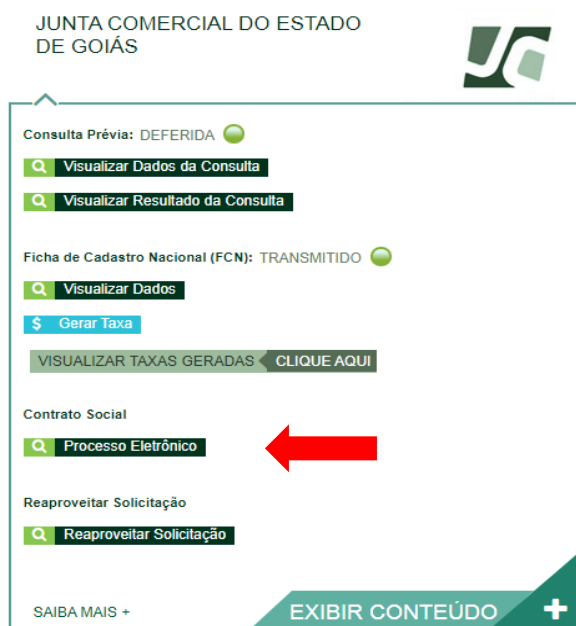 JUNTA COMERCIAL DO ESTADO
DE GOIÁS
Consulta Prévia: DEFERIDA
Visualizar Dados da Consulta
Visualizar Resultado da Consulta
Ficha de Cadastro Nacional (FCN): TRANSMITIDO
Visualizar Dados
$ Gerar Taxa
VISUALIZAR TAXAS GERADAS CLIQUE AQUI
Contrato Social
Processo Eletrônico
Reaproveitar Solicitação
Reaproveitar Solicitação
SAIBA MAIS +
EXIBIR CONTEÚDO +